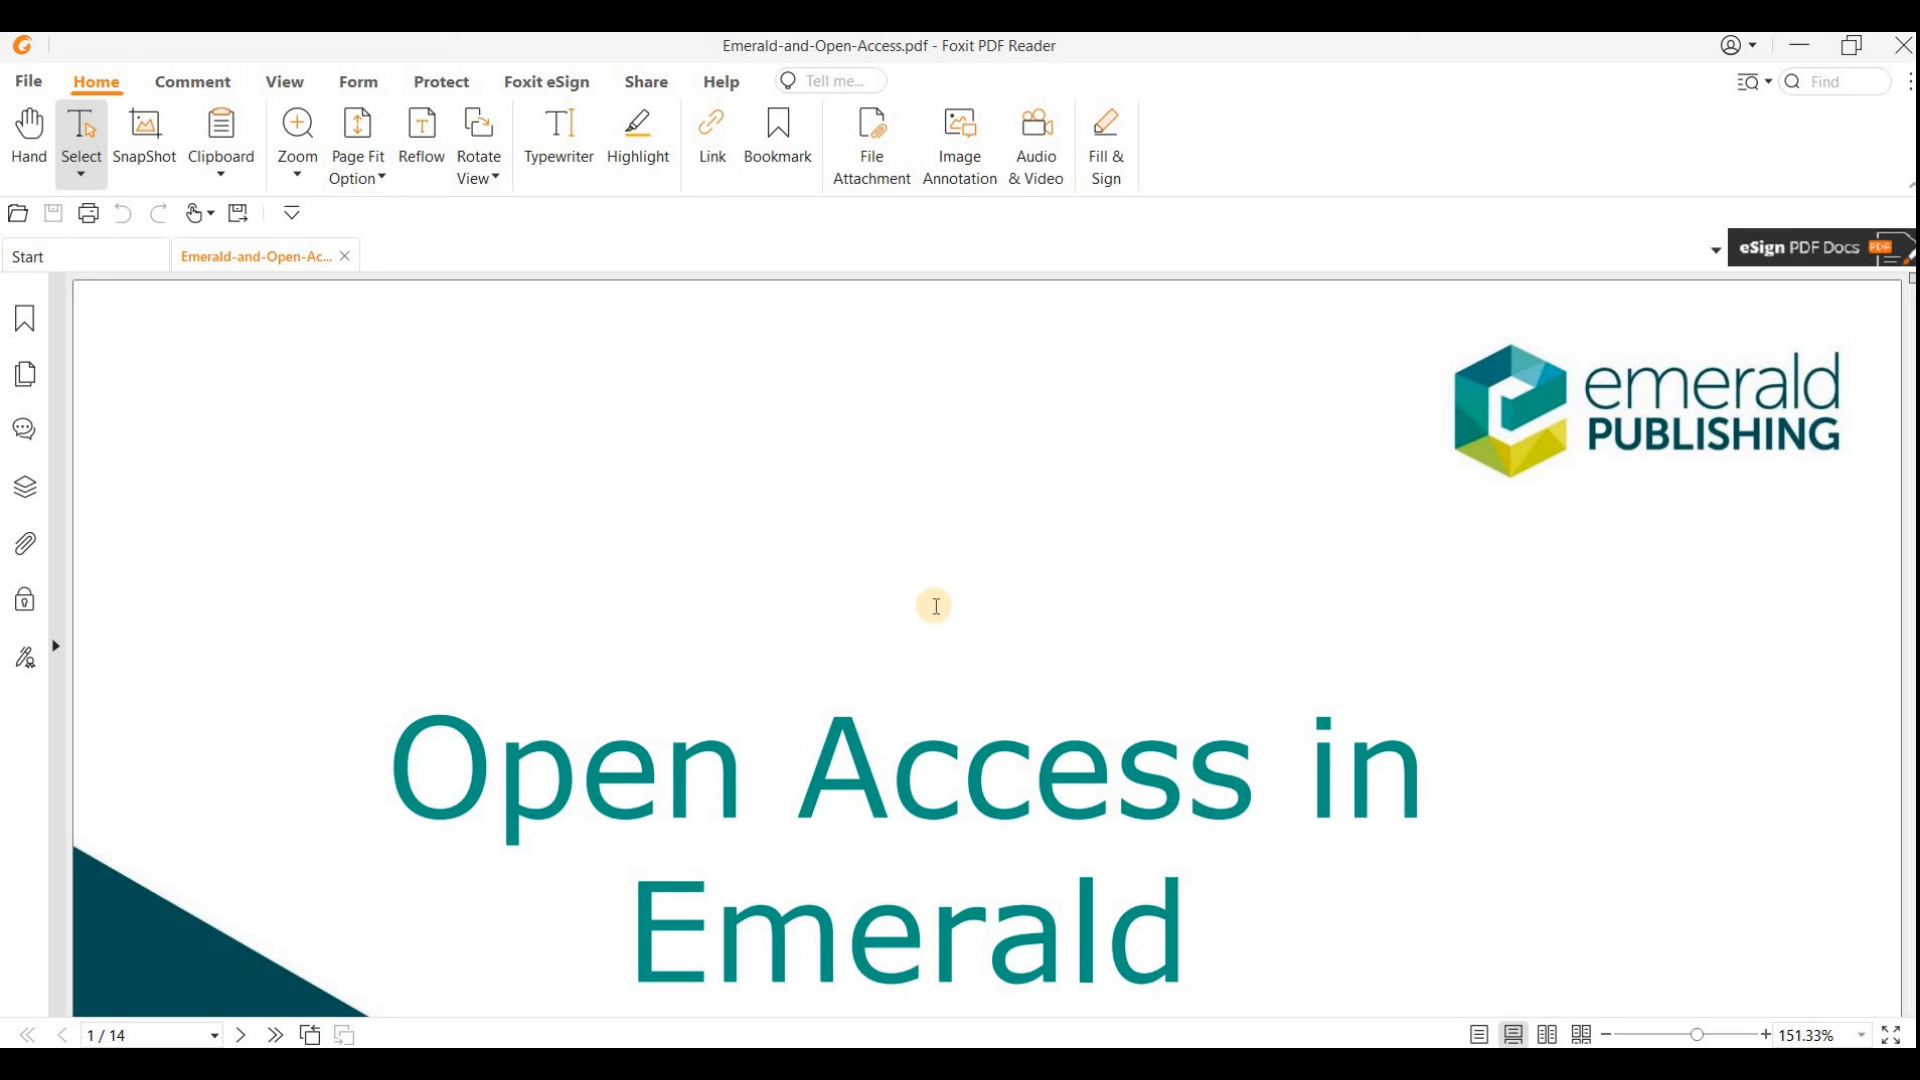 Emerald-and-Open-Access.pdf - Foxit PDF Reader
File Home Comment View Form Protect Foxit eSign Share Help Tell me... Find
Hand Select SnapShot Clipboard Zoom Page Fit Option Reflow Rotate View Typewriter Highlight Link Bookmark File Attachment Image Annotation Audio & Video Fill & Sign
Start Emerald-and-Open-Ac... eSign PDF Docs PDF
emerald
PUBLISHING
Open Access in
Emerald
1 / 14 151.33%